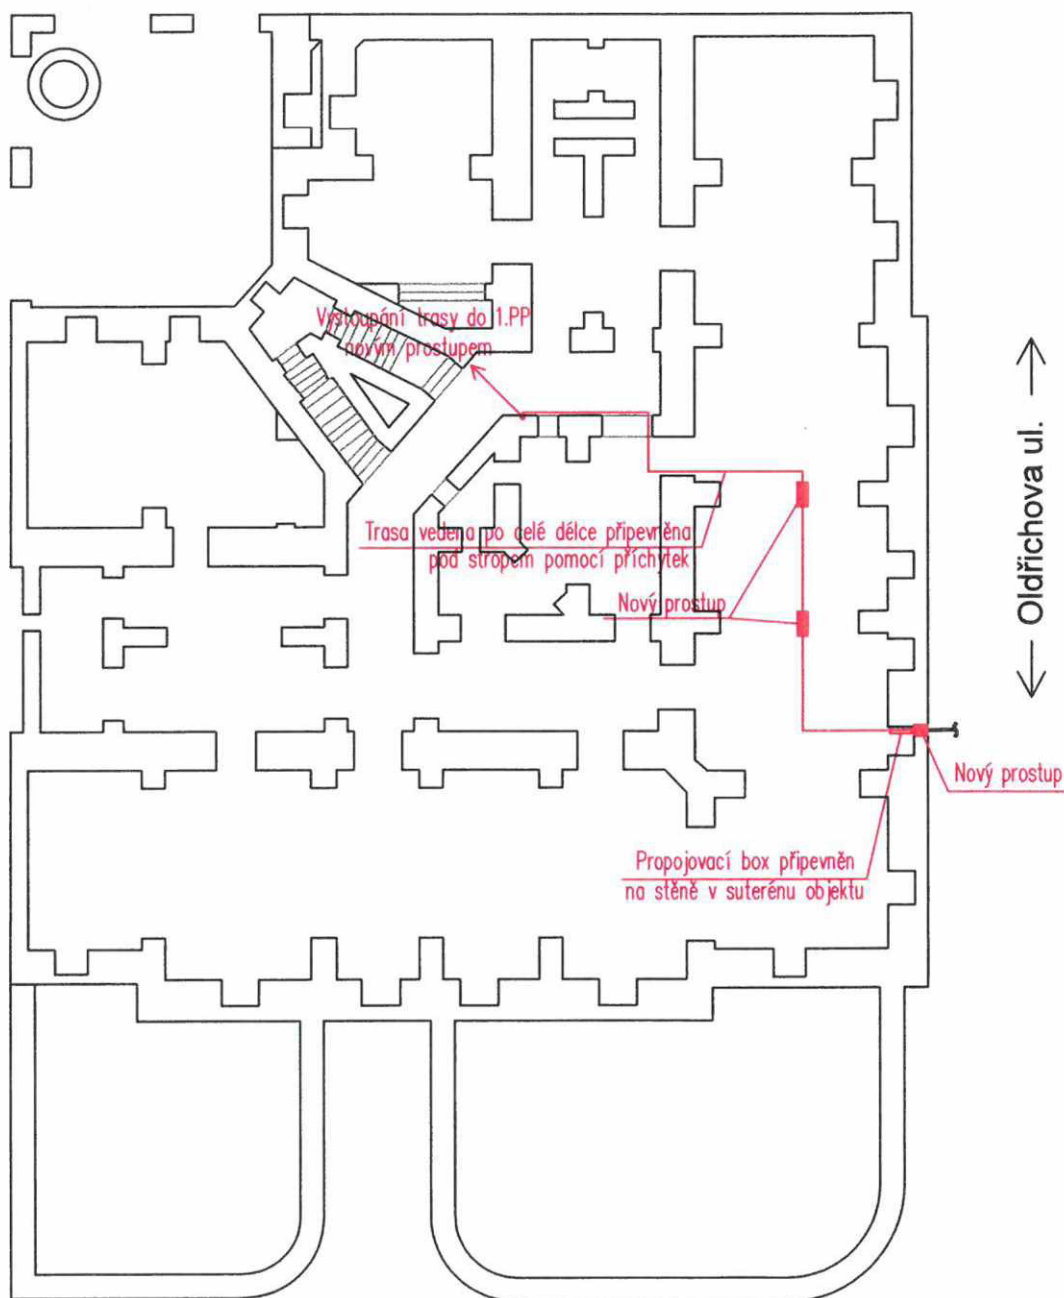 Vystoupání trasy do 1.PP
novým prostupem
Oldřichova ul.
Trasa vedena po celé délce připevněna
pod stropem pomocí příchytek
Nový prostup
Nový prostup
Propojovací box připevněn
na stěně v suterénu objektu